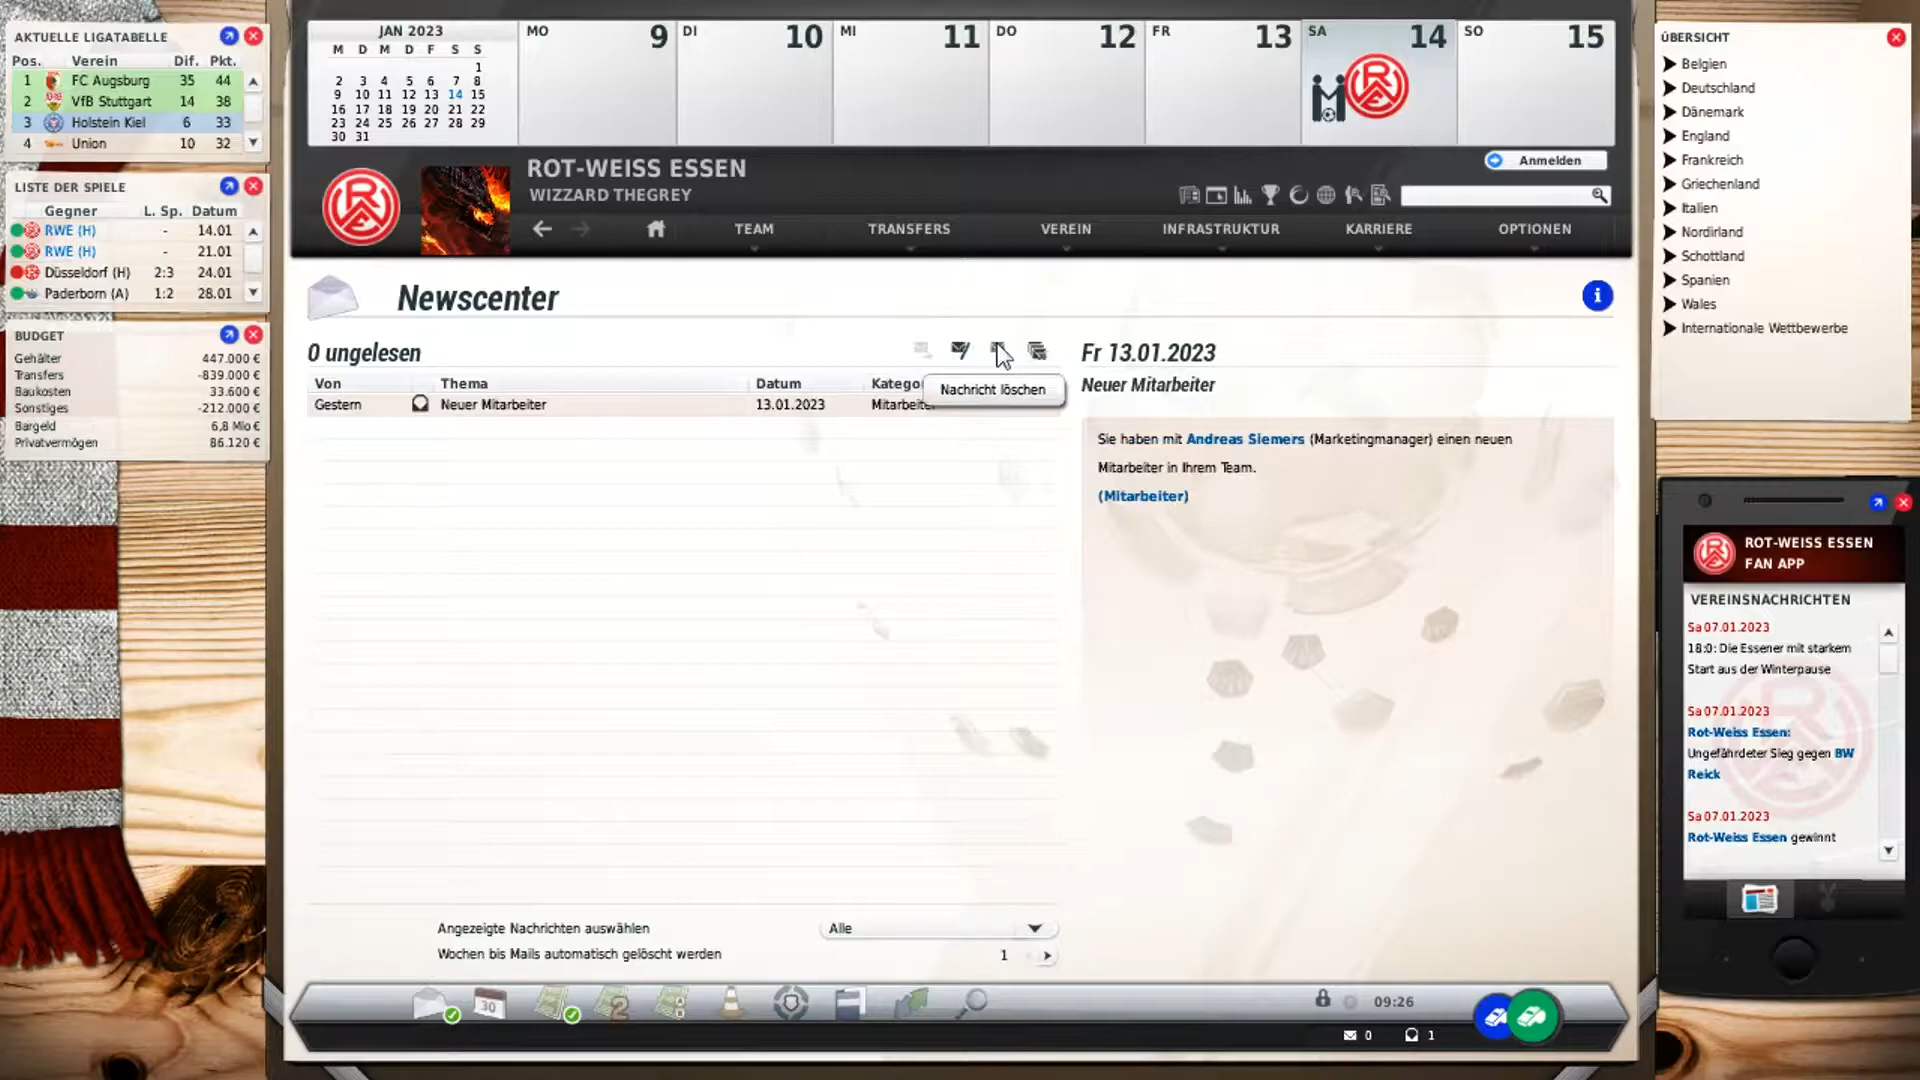 AKTUELLE LIGATABELLE
Pos. Verein Dif. Pkt.
1 FC Augsburg 35 44
2 VfB Stuttgart 14 38
3 Holstein Kiel 6 33
4 Union 10 32
LISTE DER SPIELE
Gegner L. Sp. Datum
RWE (H) - 14.01
RWE (H) - 21.01
Düsseldorf (H) 2:3 24.01
Paderborn (A) 1:2 28.01
BUDGET
Gehälter 447.000 €
Transfers -839.000 €
Baukosten 33.600 €
Sonstiges -212.000 €
Bargeld 6,8 Mio €
Privatvermögen 86.120 €
JAN 2023
M D M D F S S
1
2 3 4 5 6 7 8
9 10 11 12 13 14 15
16 17 18 19 20 21 22
23 24 25 26 27 28 29
30 31
MO 9 DI 10 MI 11 DO 12 FR 13 SA 14 SO 15
ROT-WEISS ESSEN
WIZZARD THEGREY
Anmelden
TEAM TRANSFERS VEREIN INFRASTRUKTUR KARRIERE OPTIONEN
Newscenter
0 ungelesen
Von Thema Datum Katego
Nachricht löschen
Gestern Neuer Mitarbeiter 13.01.2023 Mitarbeiter
Fr 13.01.2023
Neuer Mitarbeiter
Sie haben mit Andreas Siemers (Marketingmanager) einen neuen
Mitarbeiter in Ihrem Team.
(Mitarbeiter)
Angezeigte Nachrichten auswählen Alle
Wochen bis Mails automatisch gelöscht werden 1
30
2
09:26
0 1
ÜBERSICHT
Belgien
Deutschland
Dänemark
England
Frankreich
Griechenland
Italien
Nordirland
Schottland
Spanien
Wales
Internationale Wettbewerbe
ROT-WEISS ESSEN
FAN APP
VEREINSNACHRICHTEN
Sa 07.01.2023
18:0: Die Essener mit starkem
Start aus der Winterpause
Sa 07.01.2023
Rot-Weiss Essen:
Ungefährdeter Sieg gegen BW
Reick
Sa 07.01.2023
Rot-Weiss Essen gewinnt